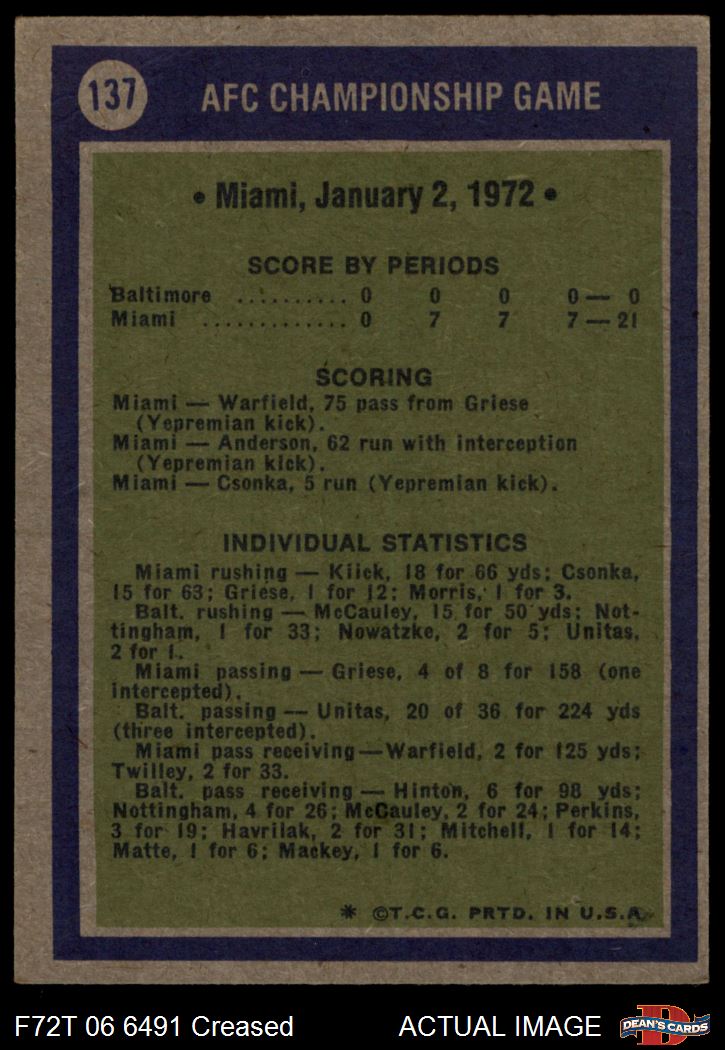 137
AFC CHAMPIONSHIP GAME
• Miami, January 2, 1972 •
SCORE BY PERIODS
Baltimore .......... 0 0 0 0 — 0
Miami ............. 0 7 7 7 — 21
SCORING
Miami — Warfield, 75 pass from Griese
(Yepremian kick).
Miami — Anderson, 62 run with interception
(Yepremian kick).
Miami — Csonka, 5 run (Yepremian kick).
INDIVIDUAL STATISTICS
Miami rushing — Kiick, 18 for 66 yds; Csonka,
15 for 63; Griese, 1 for 12; Morris, 1 for 3.
Balt. rushing — McCauley, 15 for 50 yds; Not-
tingham, 1 for 33; Nowatzke, 2 for 5; Unitas,
2 for 1.
Miami passing — Griese, 4 of 8 for 158 (one
intercepted).
Balt. passing — Unitas, 20 of 36 for 224 yds
(three intercepted).
Miami pass receiving — Warfield, 2 for 125 yds;
Twilley, 2 for 33.
Balt. pass receiving — Hinton, 6 for 98 yds;
Nottingham, 4 for 26; McCauley, 2 for 24; Perkins,
3 for 19; Havrilak, 2 for 31; Mitchell, 1 for 14;
Matte, 1 for 6; Mackey, 1 for 6.
* ©T.C.G. PRTD. IN U.S.A.
F72T 06 6491 Creased ACTUAL IMAGE
D
DEAN'S CARDS